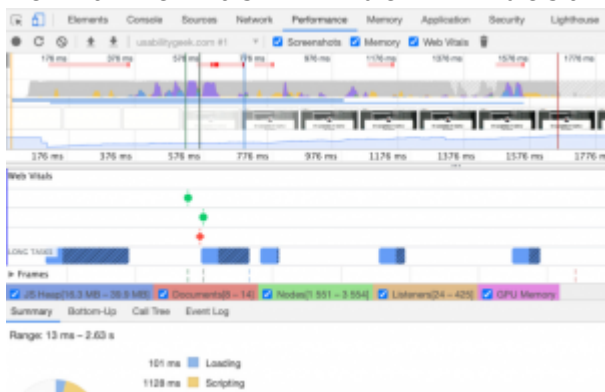 Elements Console Sources Network Performance Memory Application Security Lighthouse
usabilitygeek.com #1 Screenshots Memory Web Vitals
176 ms 376 ms 576 ms 776 ms 976 ms 1176 ms 1376 ms 1576 ms 1776 ms
176 ms 376 ms 576 ms 776 ms 976 ms 1176 ms 1376 ms 1576 ms 1776 m
Web Vitals
LONG TASKS
Frames
JS Heap[16.3 MB – 38.9 MB] Documents[8 – 14] Nodes[1 551 – 3 554] Listeners[24 – 425] GPU Memory
Summary Bottom-Up Call Tree Event Log
Range: 13 ms – 2.63 s
101 ms Loading
1128 ms Scripting